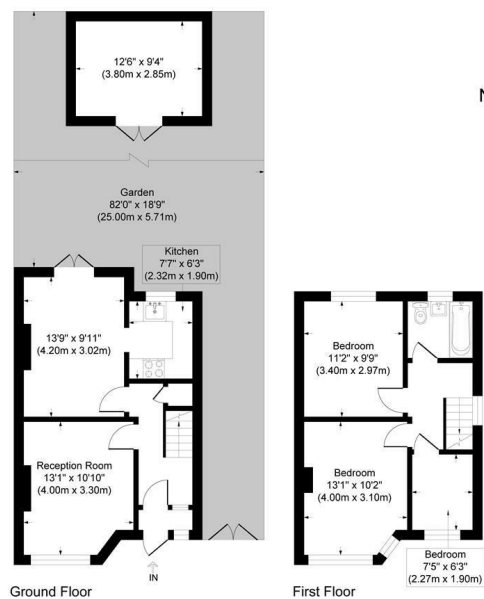 12'6" x 9'4"
(3.80m x 2.85m)
N
Garden
82'0" x 18'9"
(25.00m x 5.71m)
Kitchen
7'7" x 6'3"
(2.32m x 1.90m)
13'9" x 9'11"
(4.20m x 3.02m)
Bedroom
11'2" x 9'9"
(3.40m x 2.97m)
Reception Room
13'1" x 10'10"
(4.00m x 3.30m)
Bedroom
13'1" x 10'2"
(4.00m x 3.10m)
Bedroom
7'5" x 6'3"
(2.27m x 1.90m)
IN
Ground Floor
First Floor